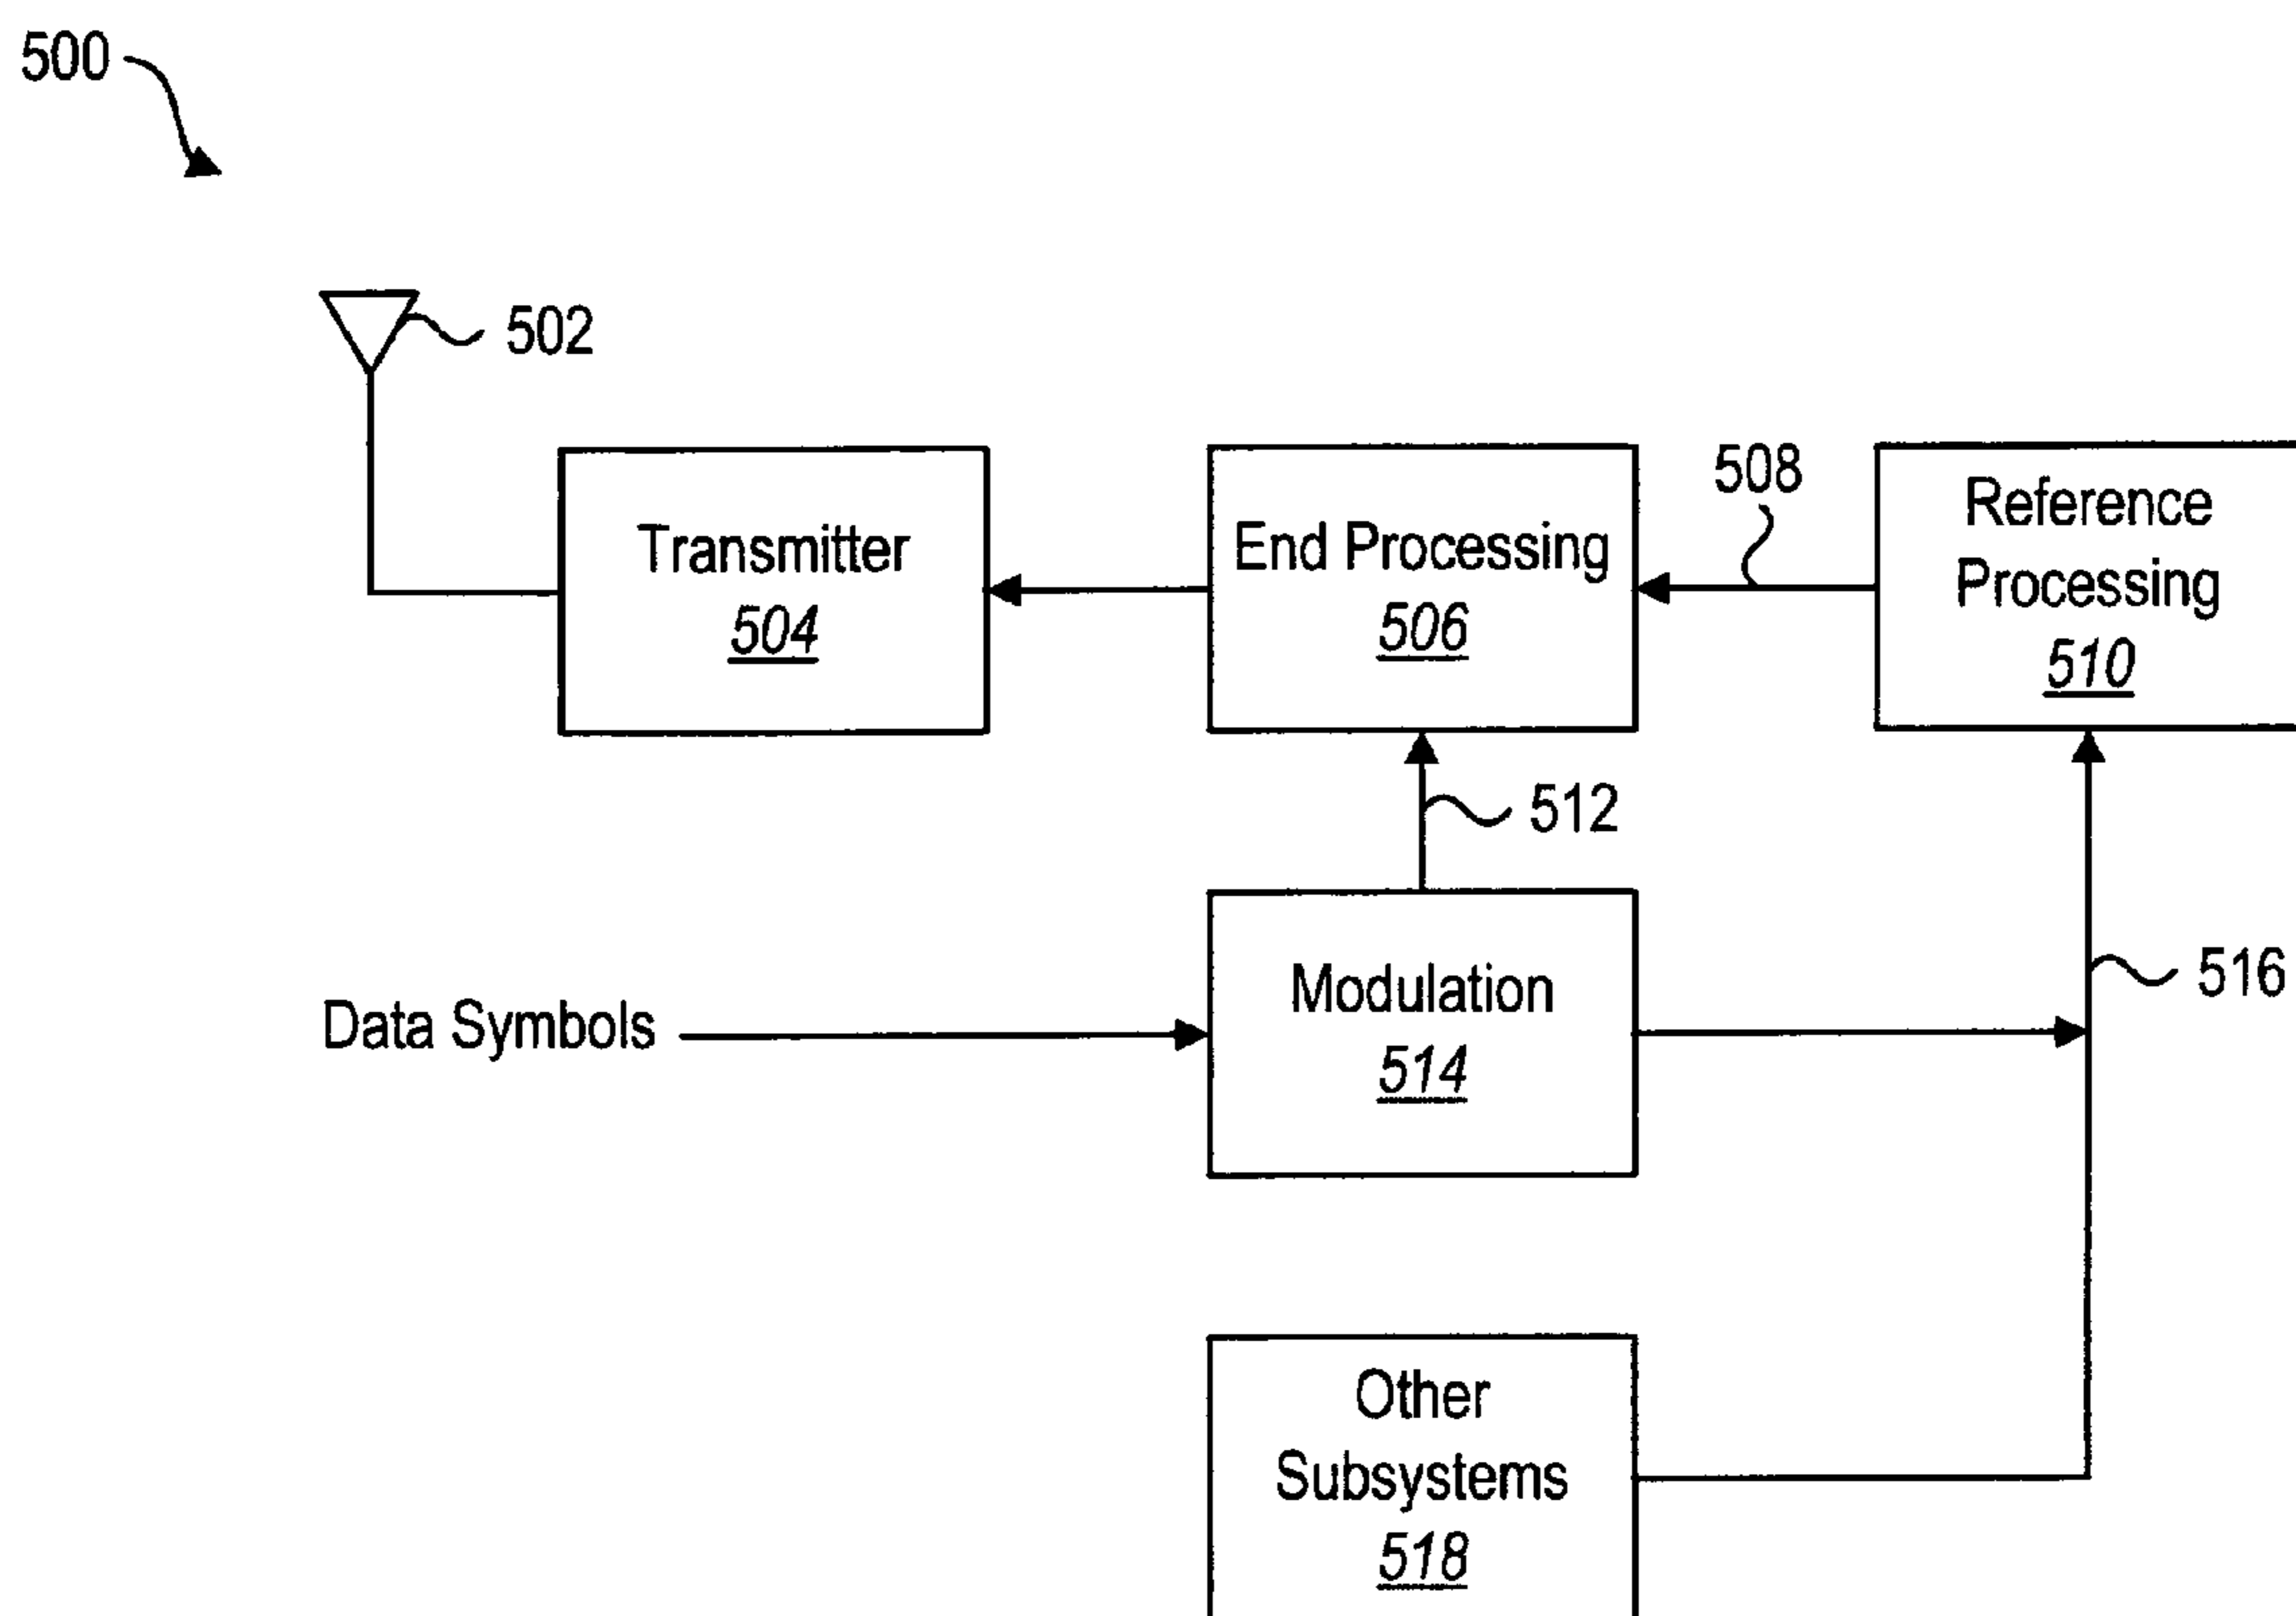 500
502
Transmitter
504
End Processing
506
508
Reference
Processing
510
512
Data Symbols
Modulation
514
516
Other
Subsystems
518